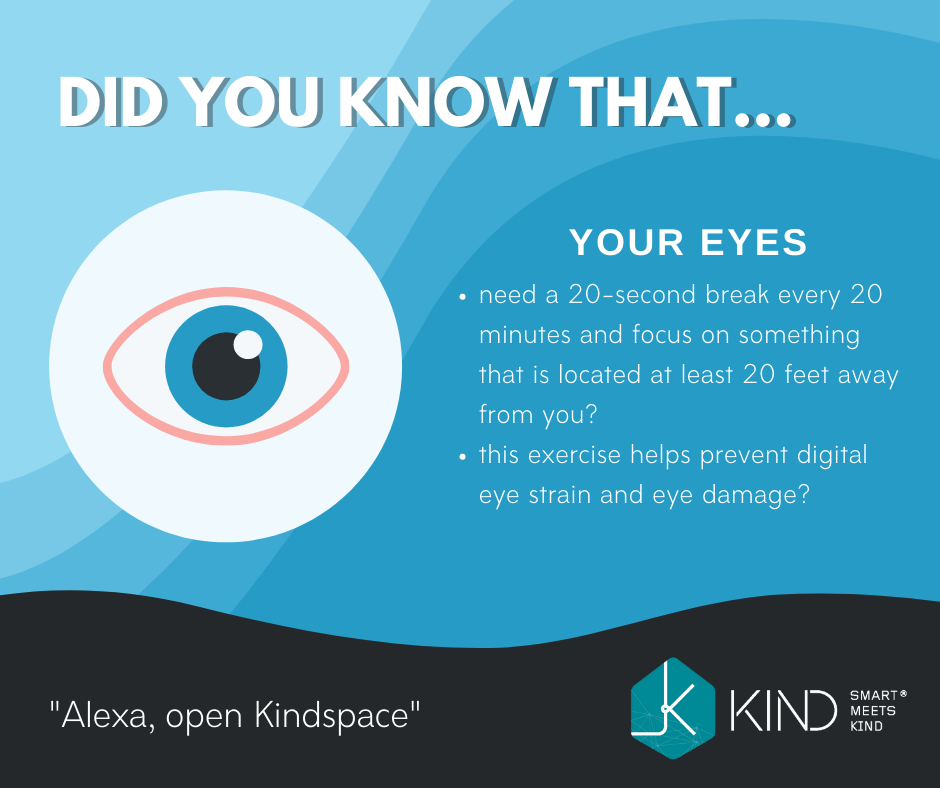 DID YOU KNOW THAT...
YOUR EYES
• need a 20-second break every 20
minutes and focus on something
that is located at least 20 feet away
from you?
• this exercise helps prevent digital
eye strain and eye damage?
"Alexa, open Kindspace"
KIND
SMART®
MEETS
KIND